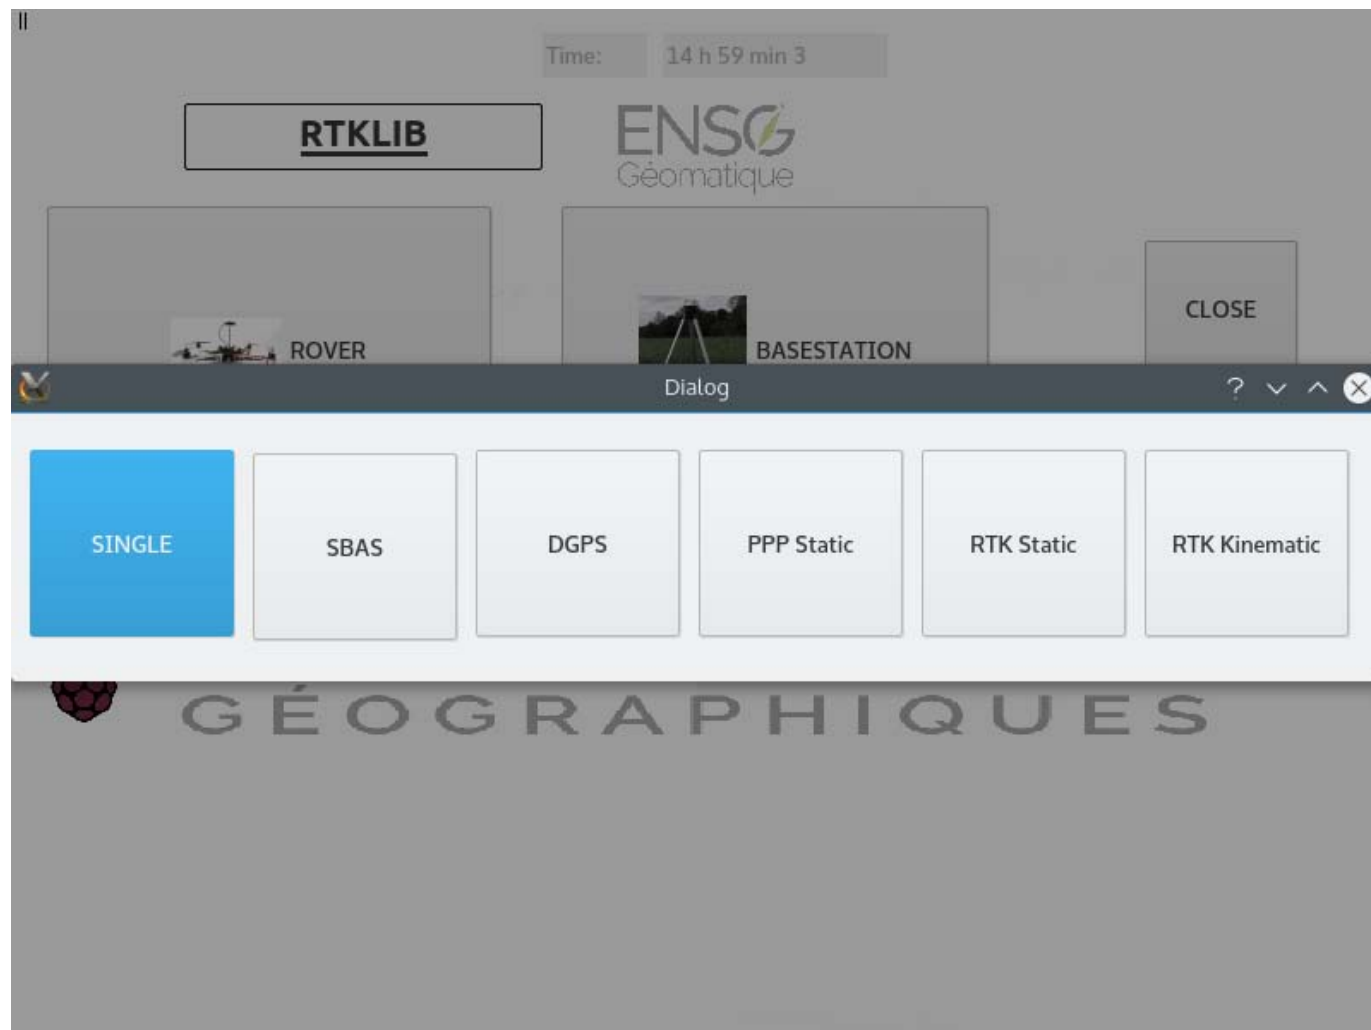 Time: 14 h 59 min 3
RTKLIB
ENSG
Géomatique
ROVER
BASESTATION
CLOSE
Dialog
SINGLE
SBAS
DGPS
PPP Static
RTK Static
RTK Kinematic
GÉOGRAPHIQUES